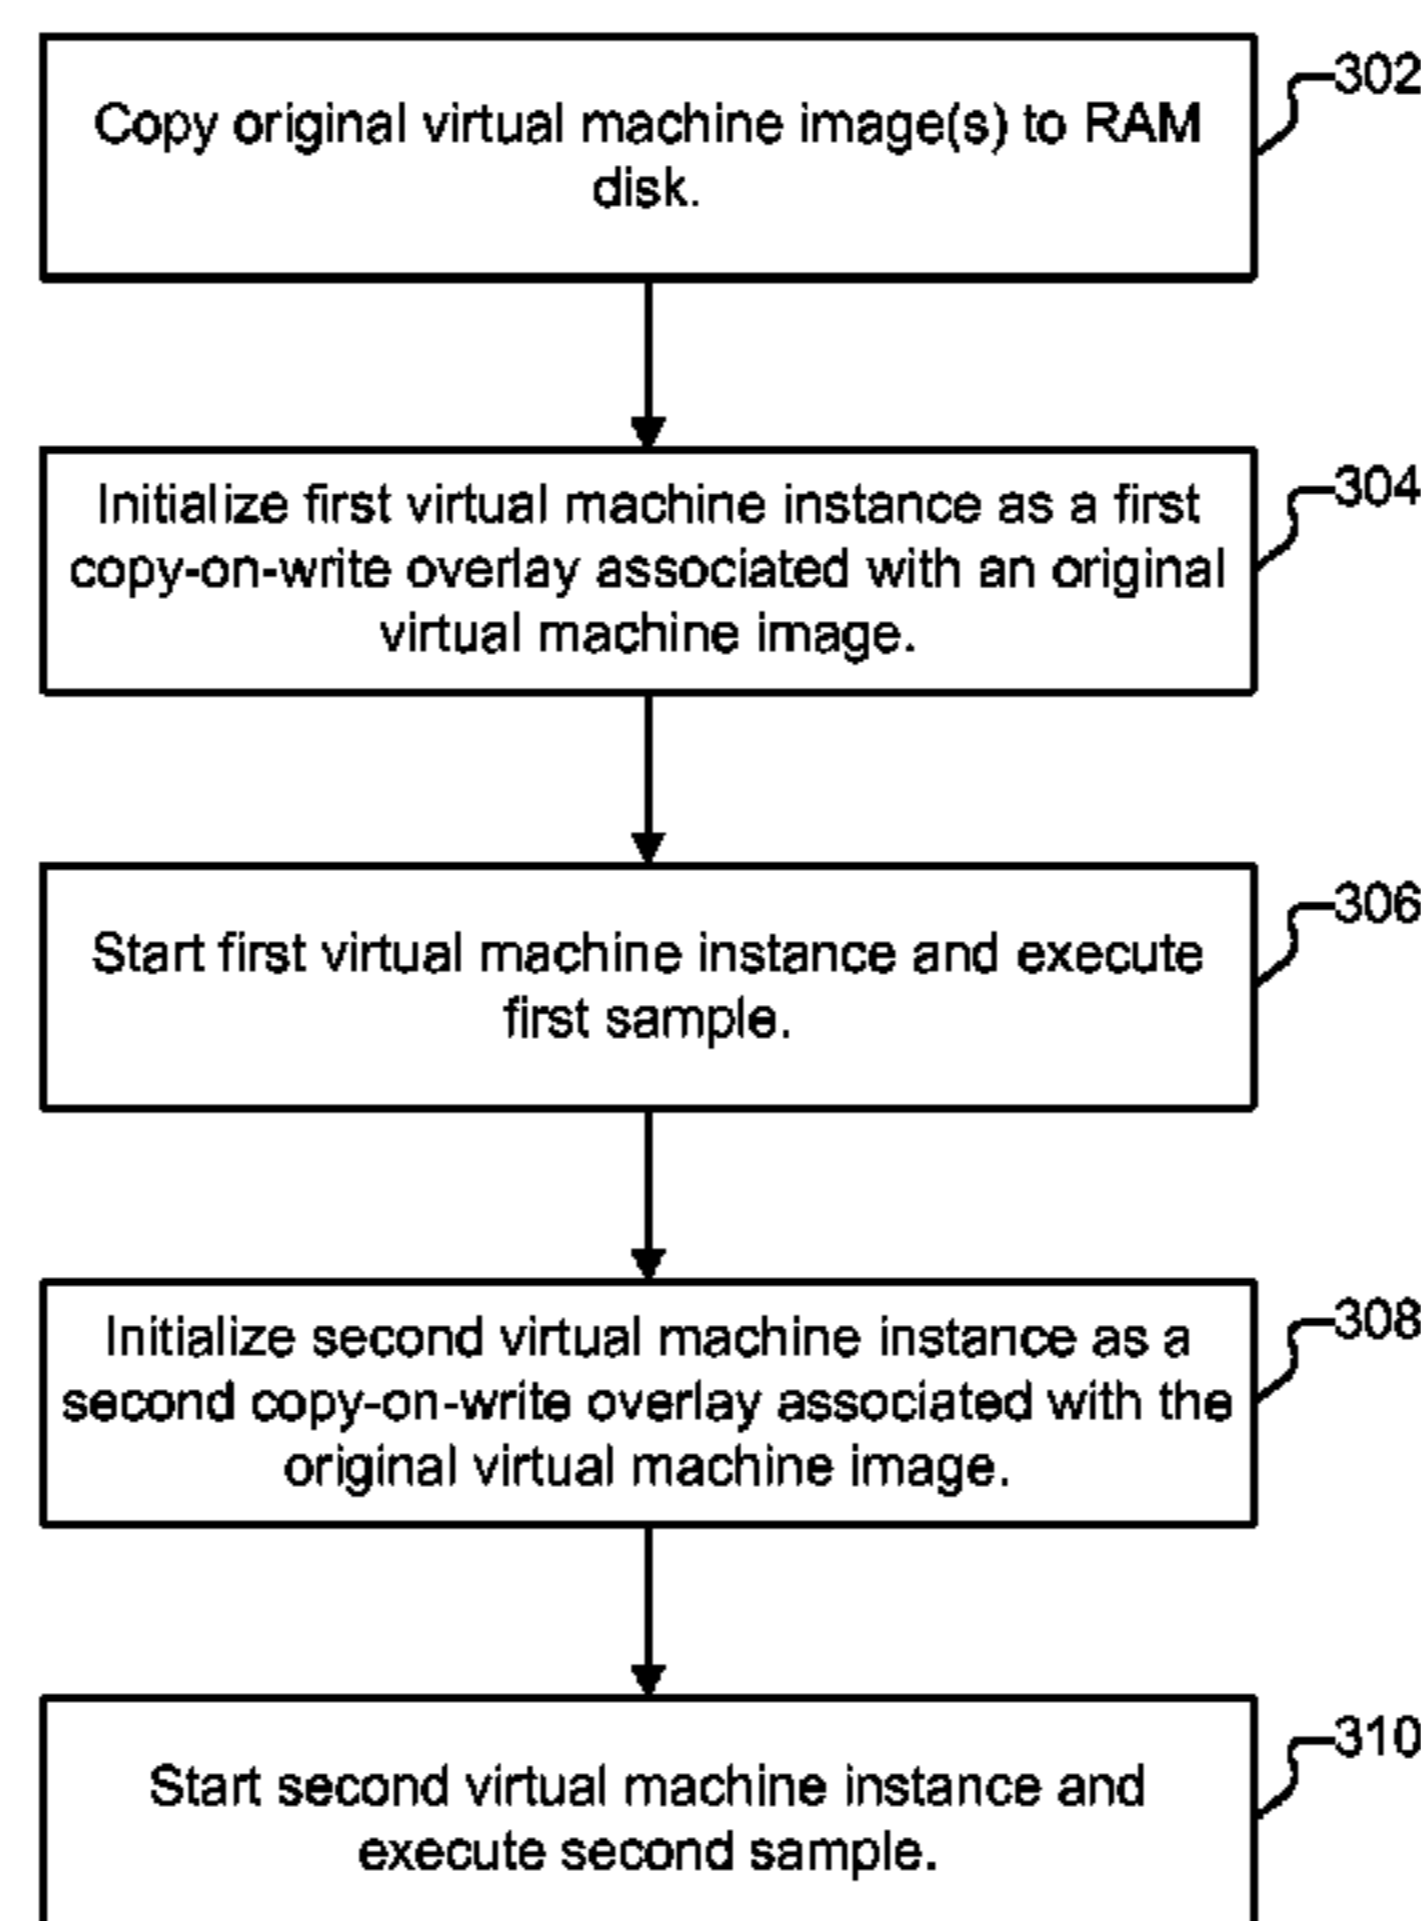 302
Copy original virtual machine image(s) to RAM
disk.
304
Initialize first virtual machine instance as a first
copy-on-write overlay associated with an original
virtual machine image.
306
Start first virtual machine instance and execute
first sample.
308
Initialize second virtual machine instance as a
second copy-on-write overlay associated with the
original virtual machine image.
310
Start second virtual machine instance and
execute second sample.